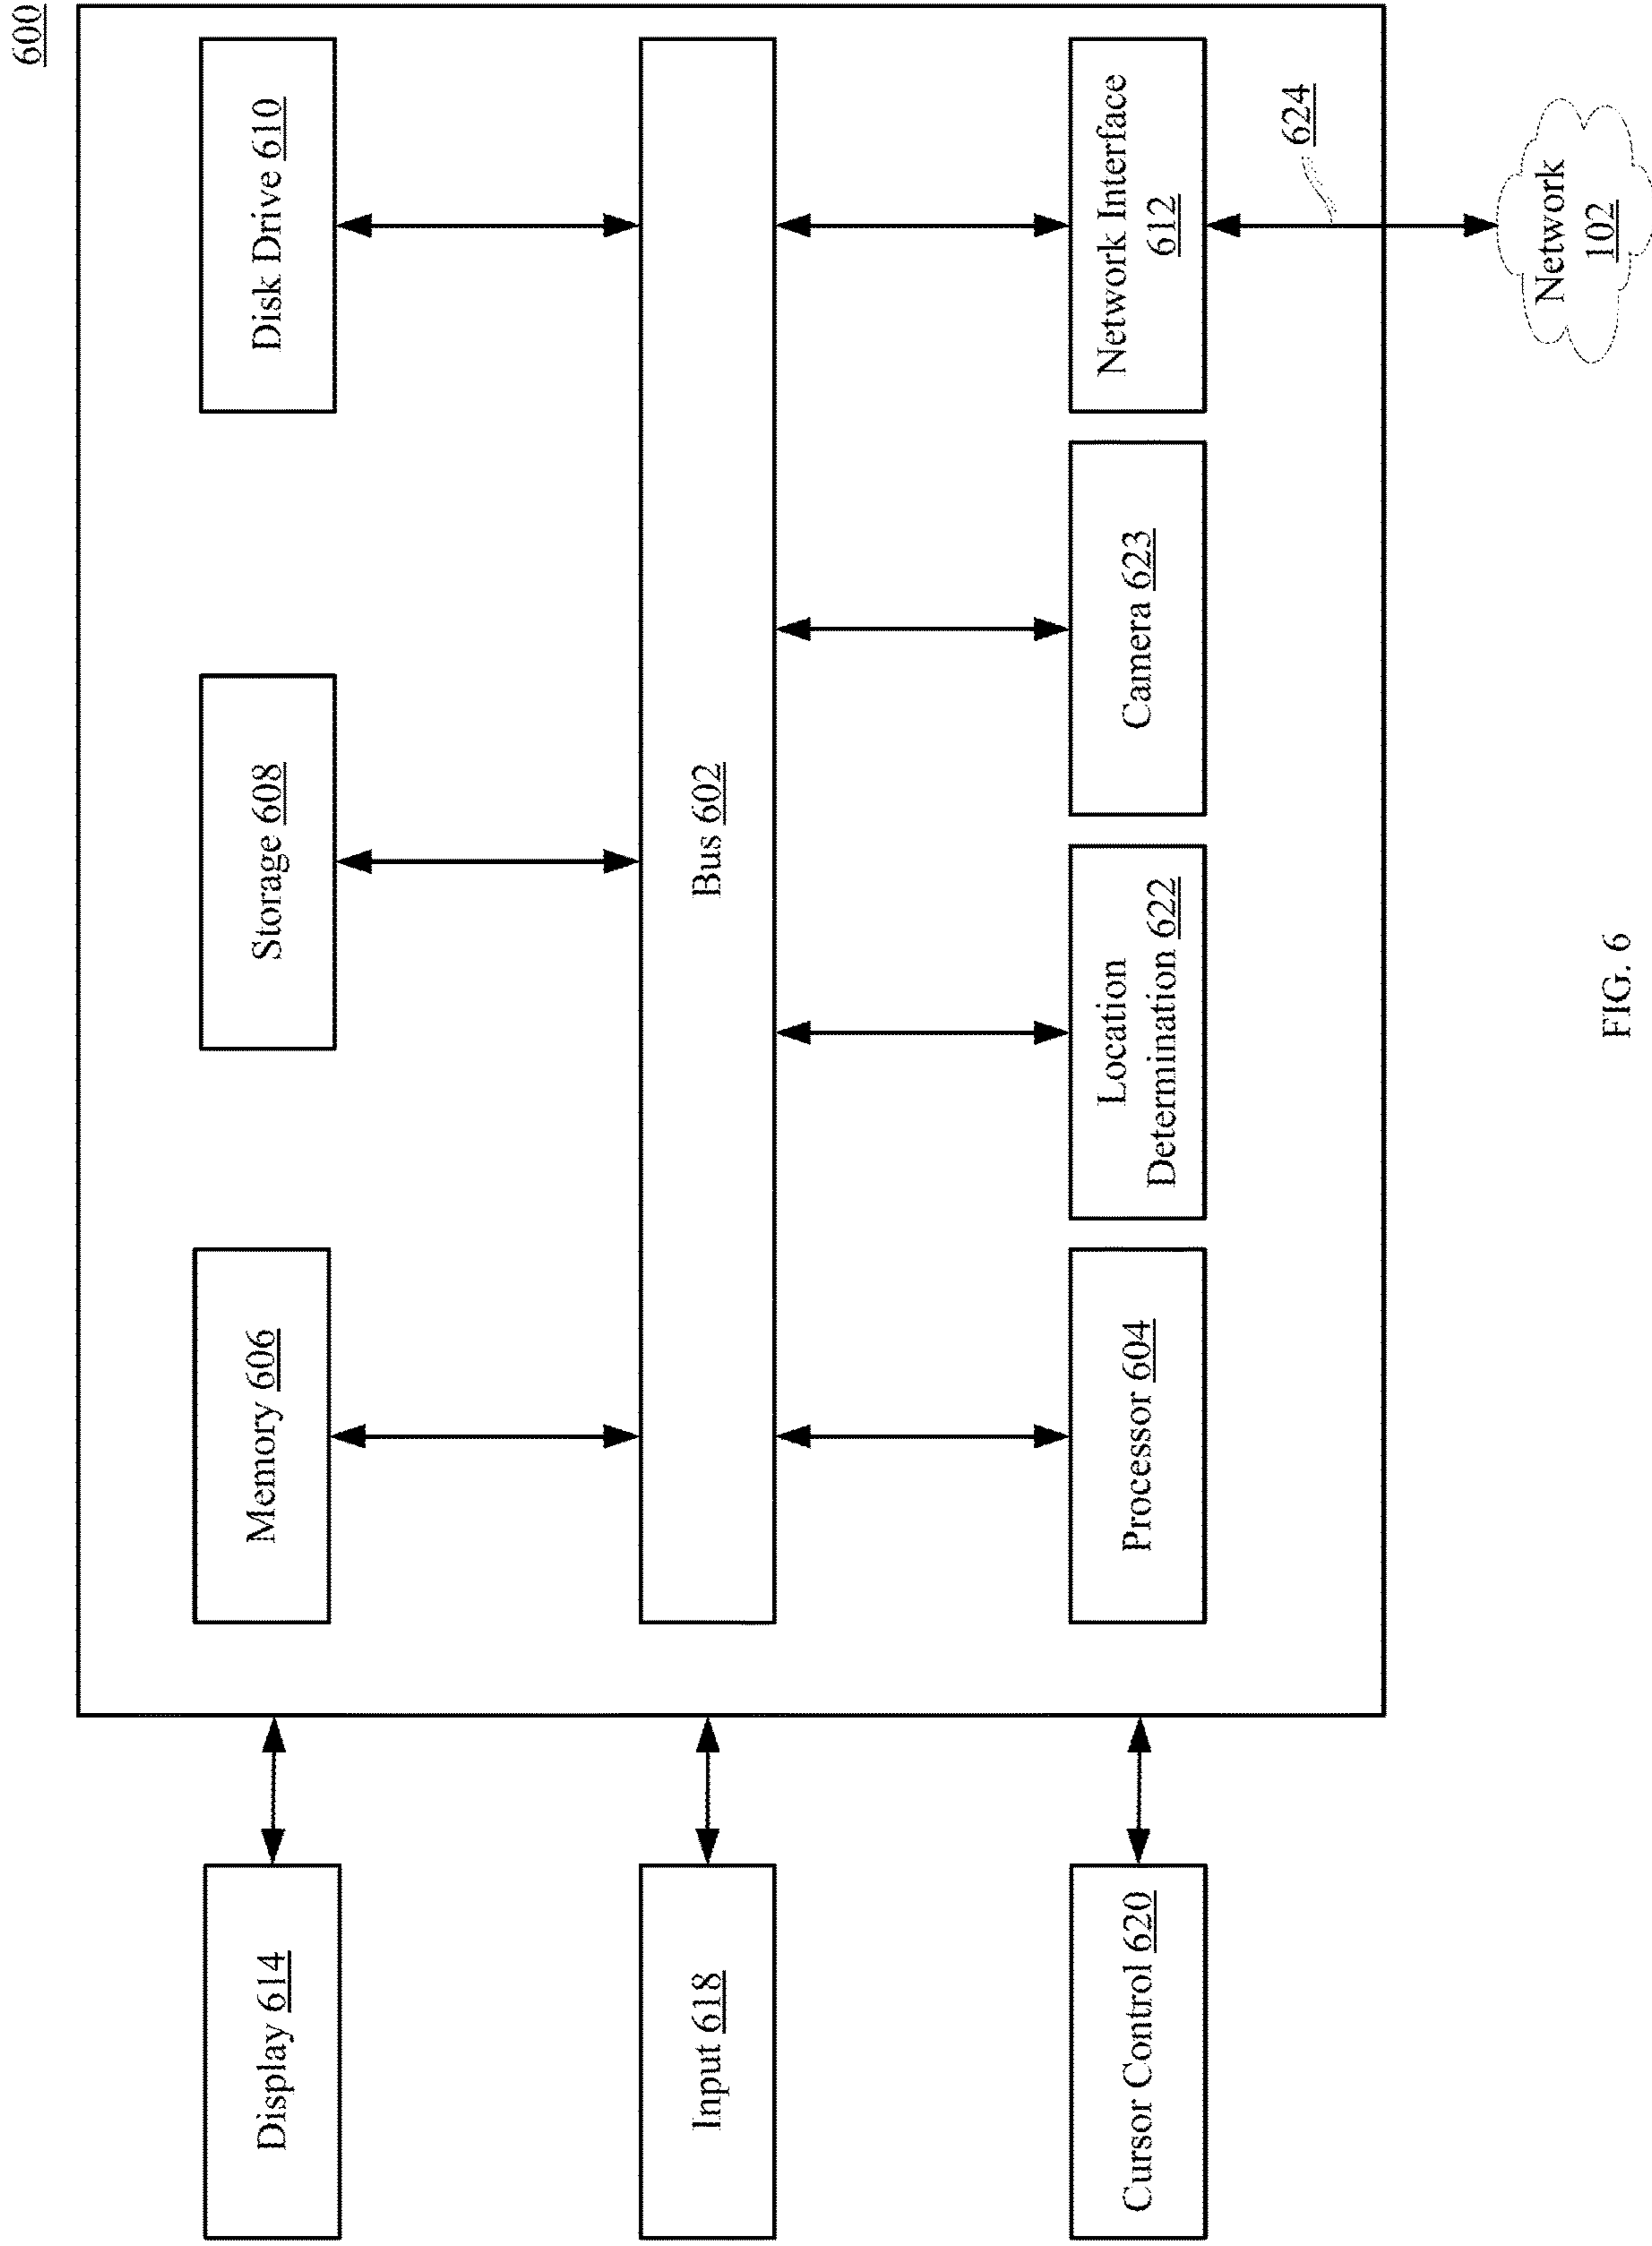 600
Display 614
Memory 606
Storage 608
Disk Drive 610
Input 618
Bus 602
Cursor Control 620
Processor 604
Location
Determination 622
Camera 623
Network Interface
612
624
Network
102
FIG. 6